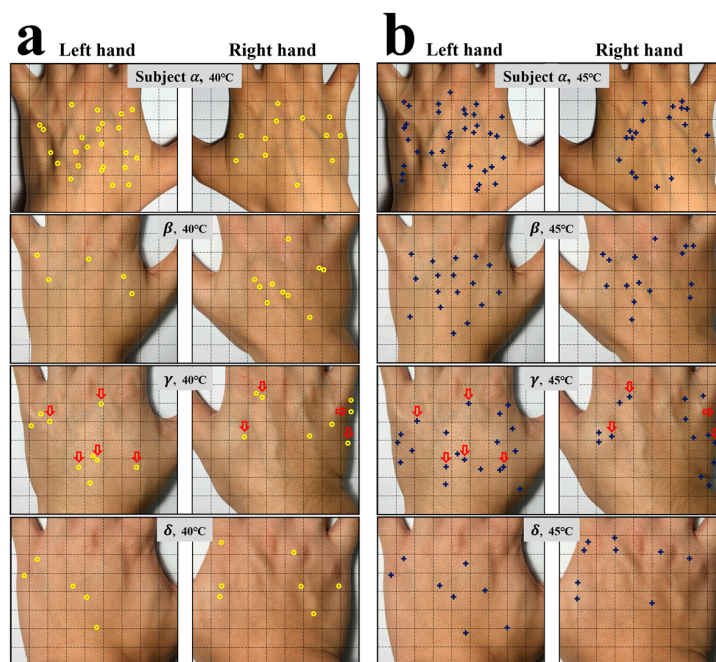 a
Left hand Right hand
Subject α, 40℃
β, 40℃
γ, 40℃
δ, 40℃
b
Left hand Right hand
Subject α, 45℃
β, 45℃
γ, 45℃
δ, 45℃